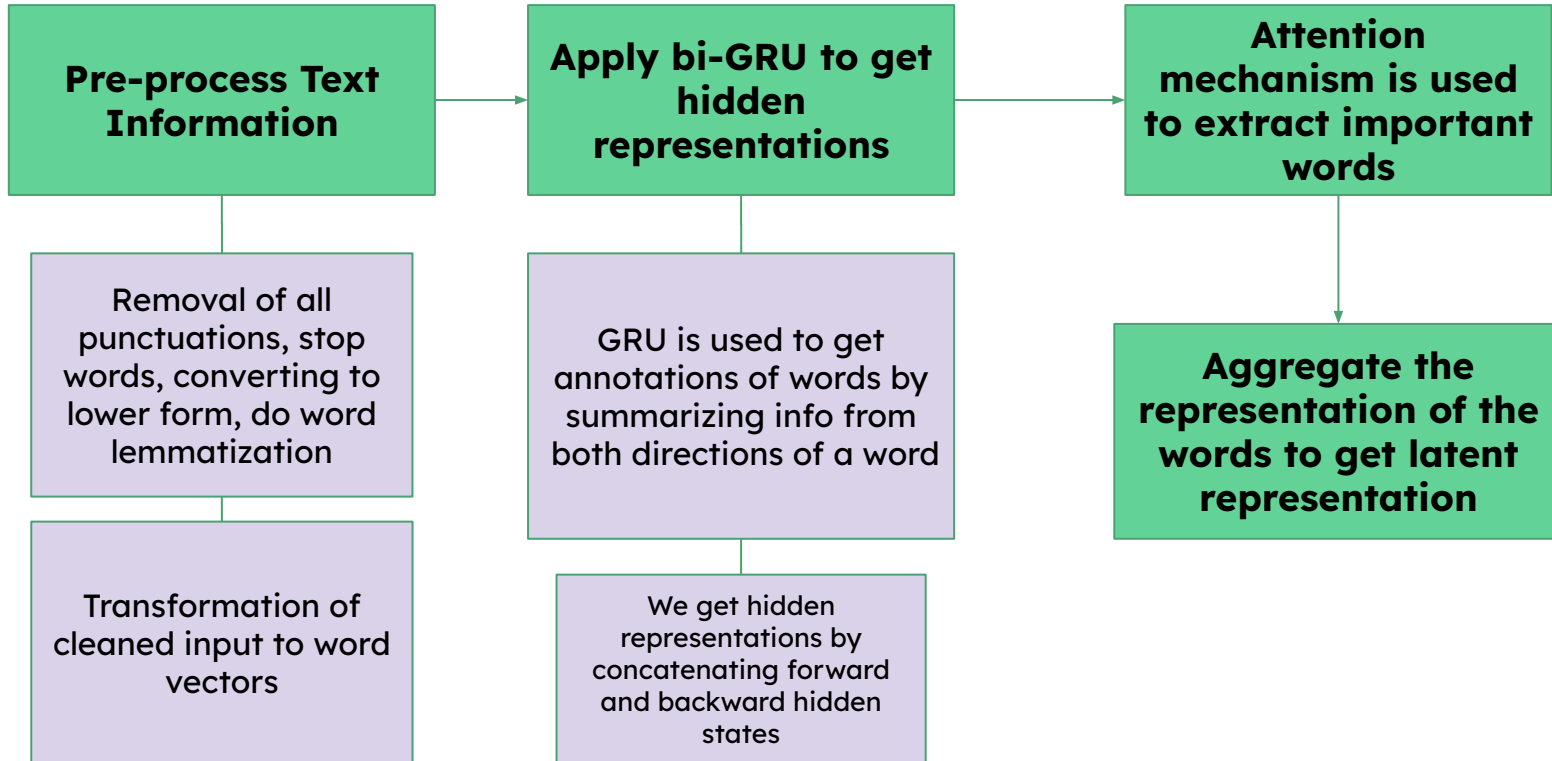 Pre-process Text
Information
Apply bi-GRU to get
hidden
representations
Attention
mechanism is used
to extract important
words
Removal of all
punctuations, stop
words, converting to
lower form, do word
lemmatization
GRU is used to get
annotations of words by
summarizing info from
both directions of a word
Aggregate the
representation of the
words to get latent
representation
Transformation of
cleaned input to word
vectors
We get hidden
representations by
concatenating forward
and backward hidden
states